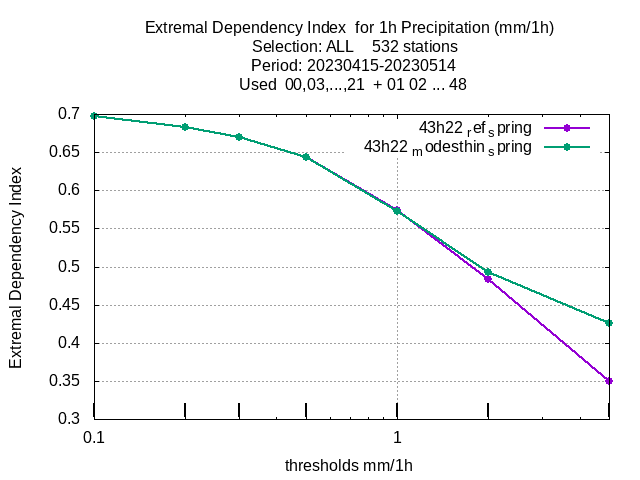 Extremal Dependency Index  for 1h Precipitation (mm/1h)
Selection: ALL    532 stations
Period: 20230415-20230514
Used  00,03,...,21  + 01 02 ... 48
43h22 ref spring
43h22 modesthin spring
0.7
0.65
0.6
0.55
0.5
0.45
0.4
0.35
0.3
Extremal Dependency Index
0.1
1
thresholds mm/1h